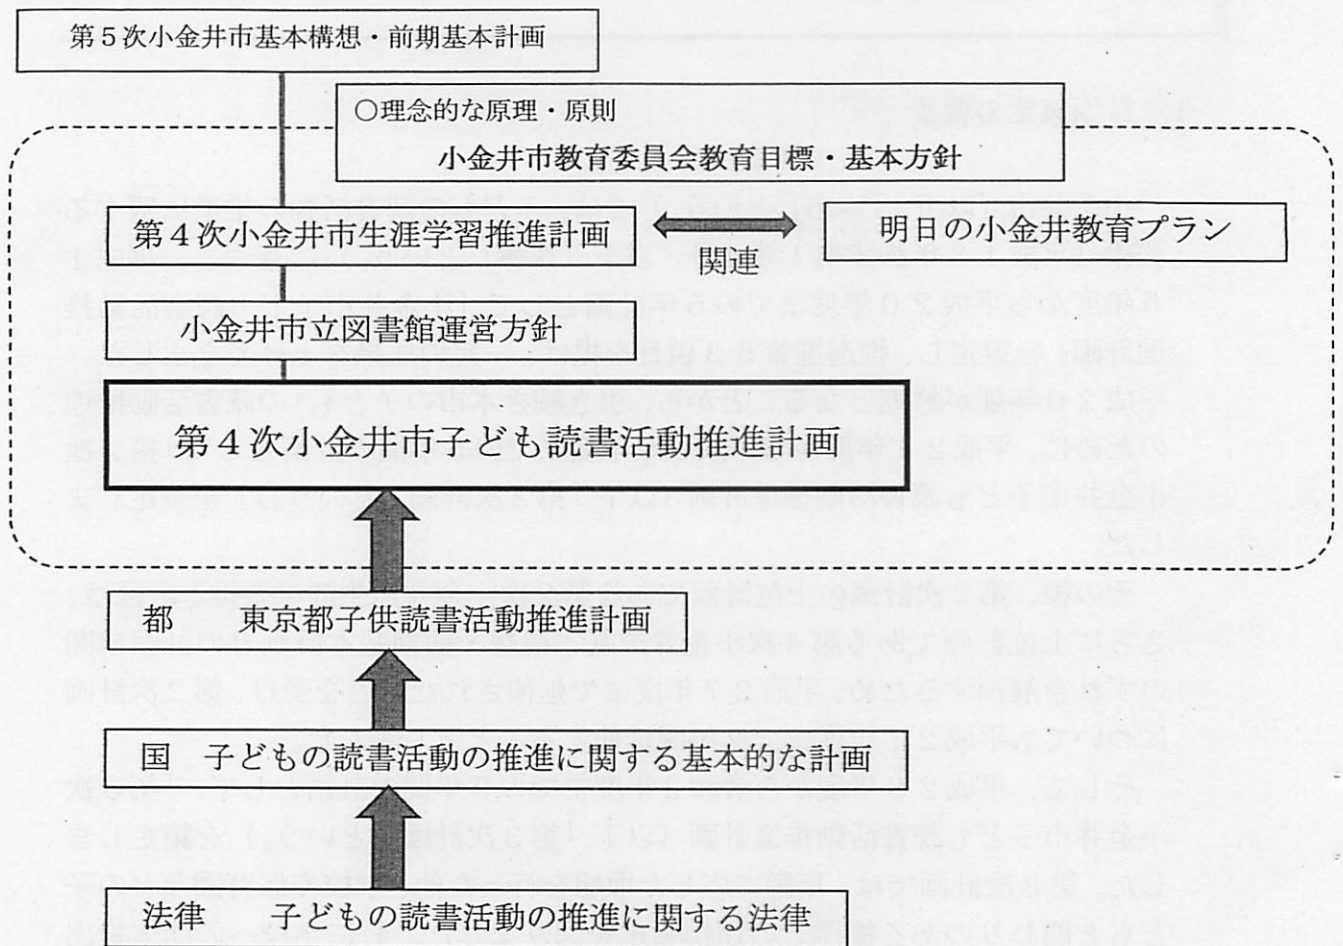 第５次小金井市基本構想・前期基本計画
○理念的な原理・原則
小金井市教育委員会教育目標・基本方針
第４次小金井市生涯学習推進計画
関連
明日の小金井教育プラン
小金井市立図書館運営方針
第４次小金井市子ども読書活動推進計画
都　　東京都子供読書活動推進計画
国　子どもの読書活動の推進に関する基本的な計画
法律　　子どもの読書活動の推進に関する法律